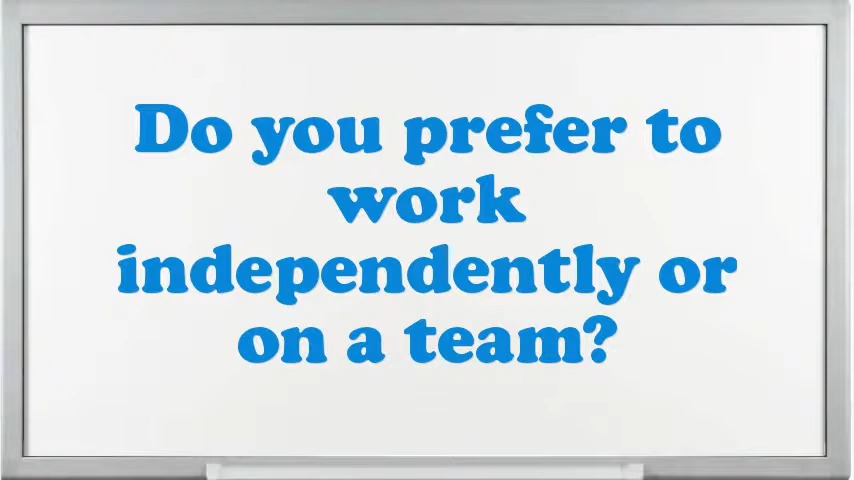 Do you prefer to
work
independently or
on a team?